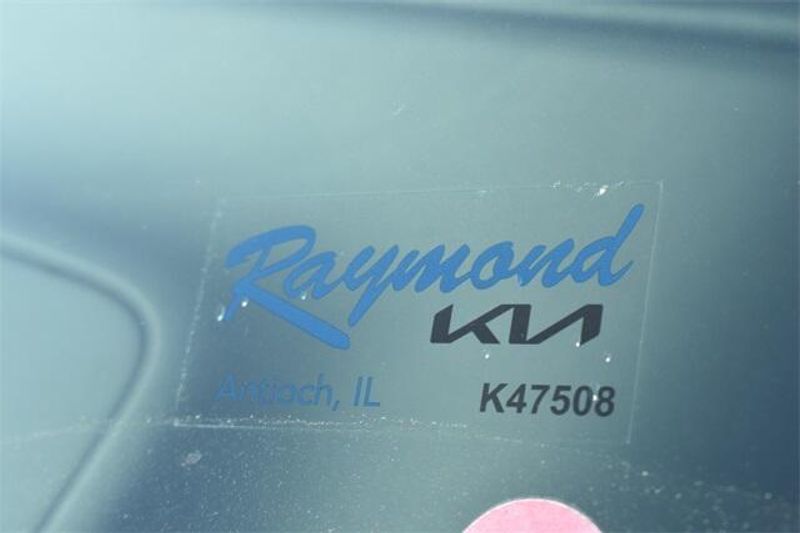 Raymond
KIA
Antioch, IL
K47508